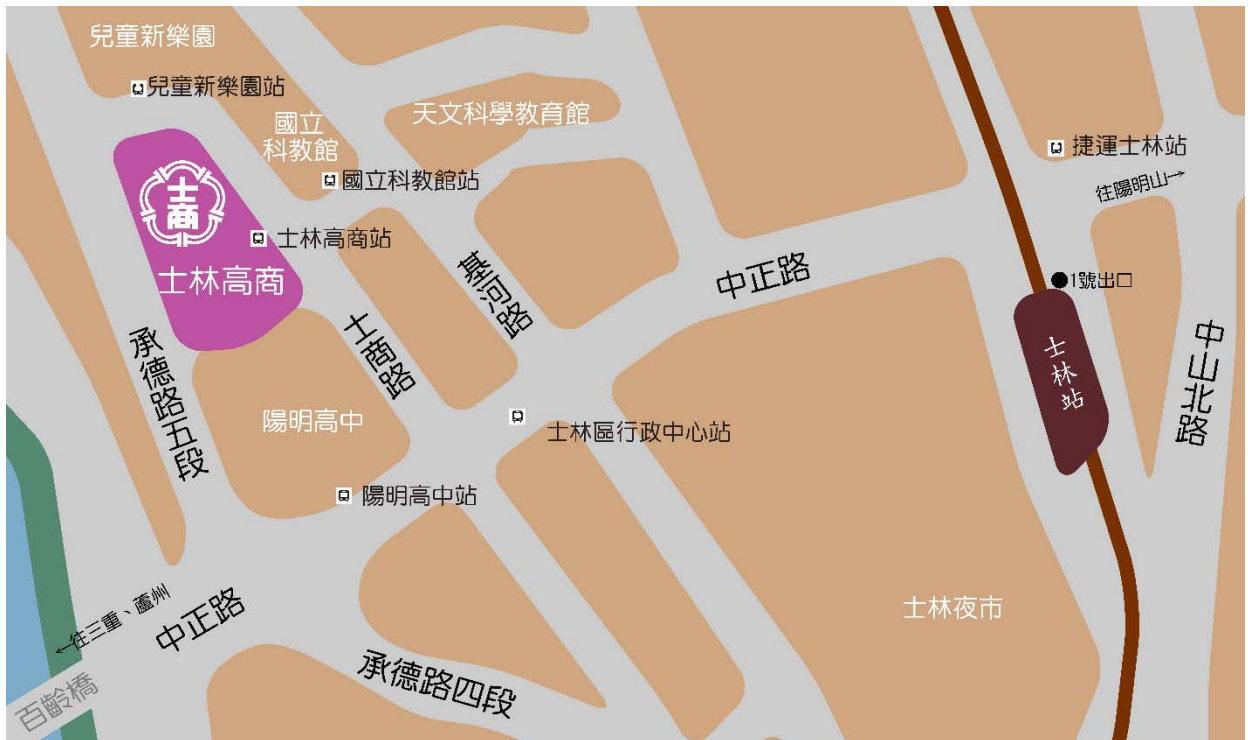 兒童新樂園
兒童新樂園站
國立
科教館
天文科學教育館
國立科教館站
捷運士林站
往陽明山→
士商
士林高商站
士林高商
基河路
中正路
1號出口
士林站
中山北路
士商路
承德路五段
陽明高中
士林區行政中心站
陽明高中站
←往三重、蘆州
中正路
士林夜市
承德路四段
百齡橋